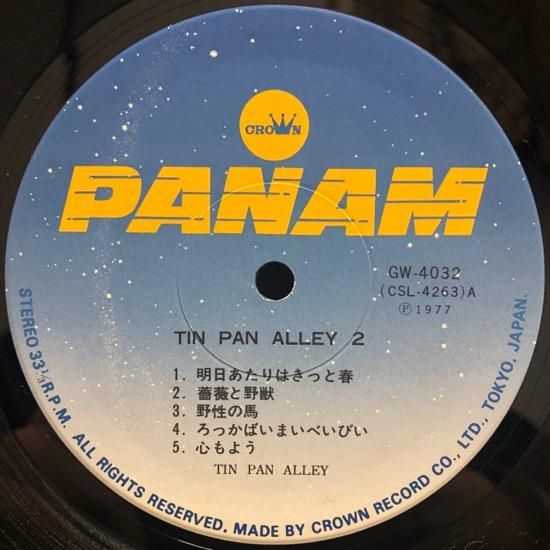 CROWN
PANAM
GW-4032
(CSL-4263)A
Ⓟ1977
TIN PAN ALLEY 2
1. 明日あたりはきっと春
2. 薔薇と野獣
3. 野性の馬
4. ろっかばいまいべいびい
5. 心もよう
TIN PAN ALLEY
STEREO 33⅓R.P.M. ALL RIGHTS RESERVED. MADE BY CROWN RECORD CO., LTD., TOKYO, JAPAN.